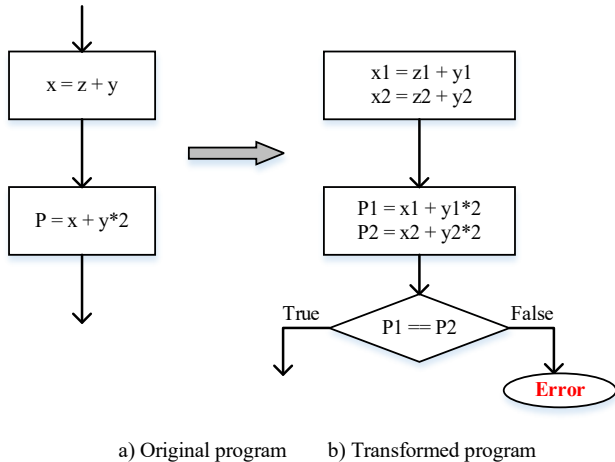 x = z + y
P = x + y*2
x1 = z1 + y1
x2 = z2 + y2
P1 = x1 + y1*2
P2 = x2 + y2*2
True
False
P1 == P2
Error
a) Original program
b) Transformed program